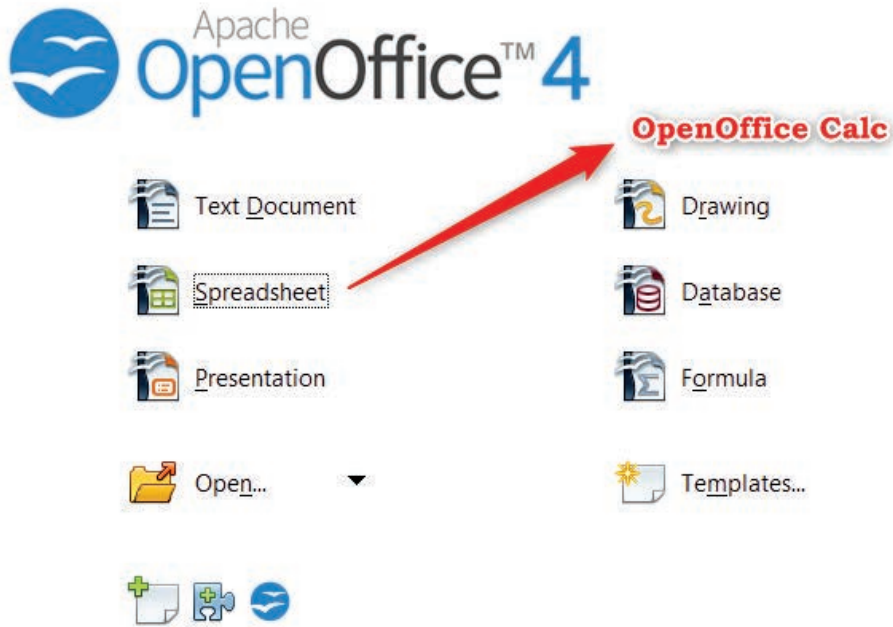 Apache
OpenOffice™ 4
OpenOffice Calc
Text Document
Drawing
Spreadsheet
Database
Presentation
Formula
Open...
Templates...